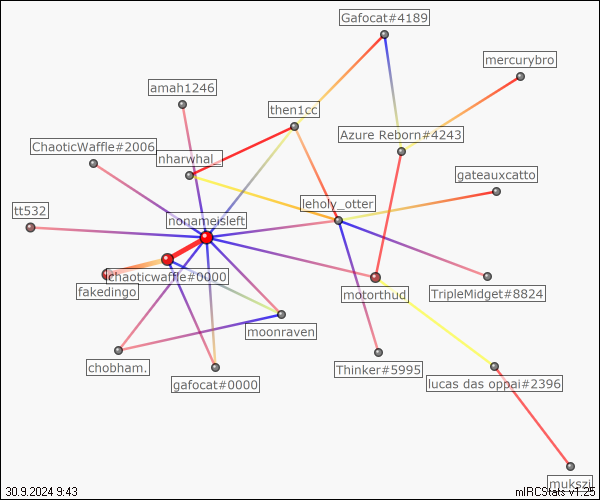 Gafocat#4189
mercurybro
amah1246
then1cc
Azure Reborn#4243
ChaoticWaffle#2006
nharwhal_
gateauxcatto
leholy_otter
tt532
nonameisleft
chaoticwaffle#0000
fakedingo
motorthud
TripleMidget#8824
moonraven
chobham.
Thinker#5995
gafocat#0000
lucas das oppai#2396
mukszi
30.9.2024 9:43
mIRCStats v1.25